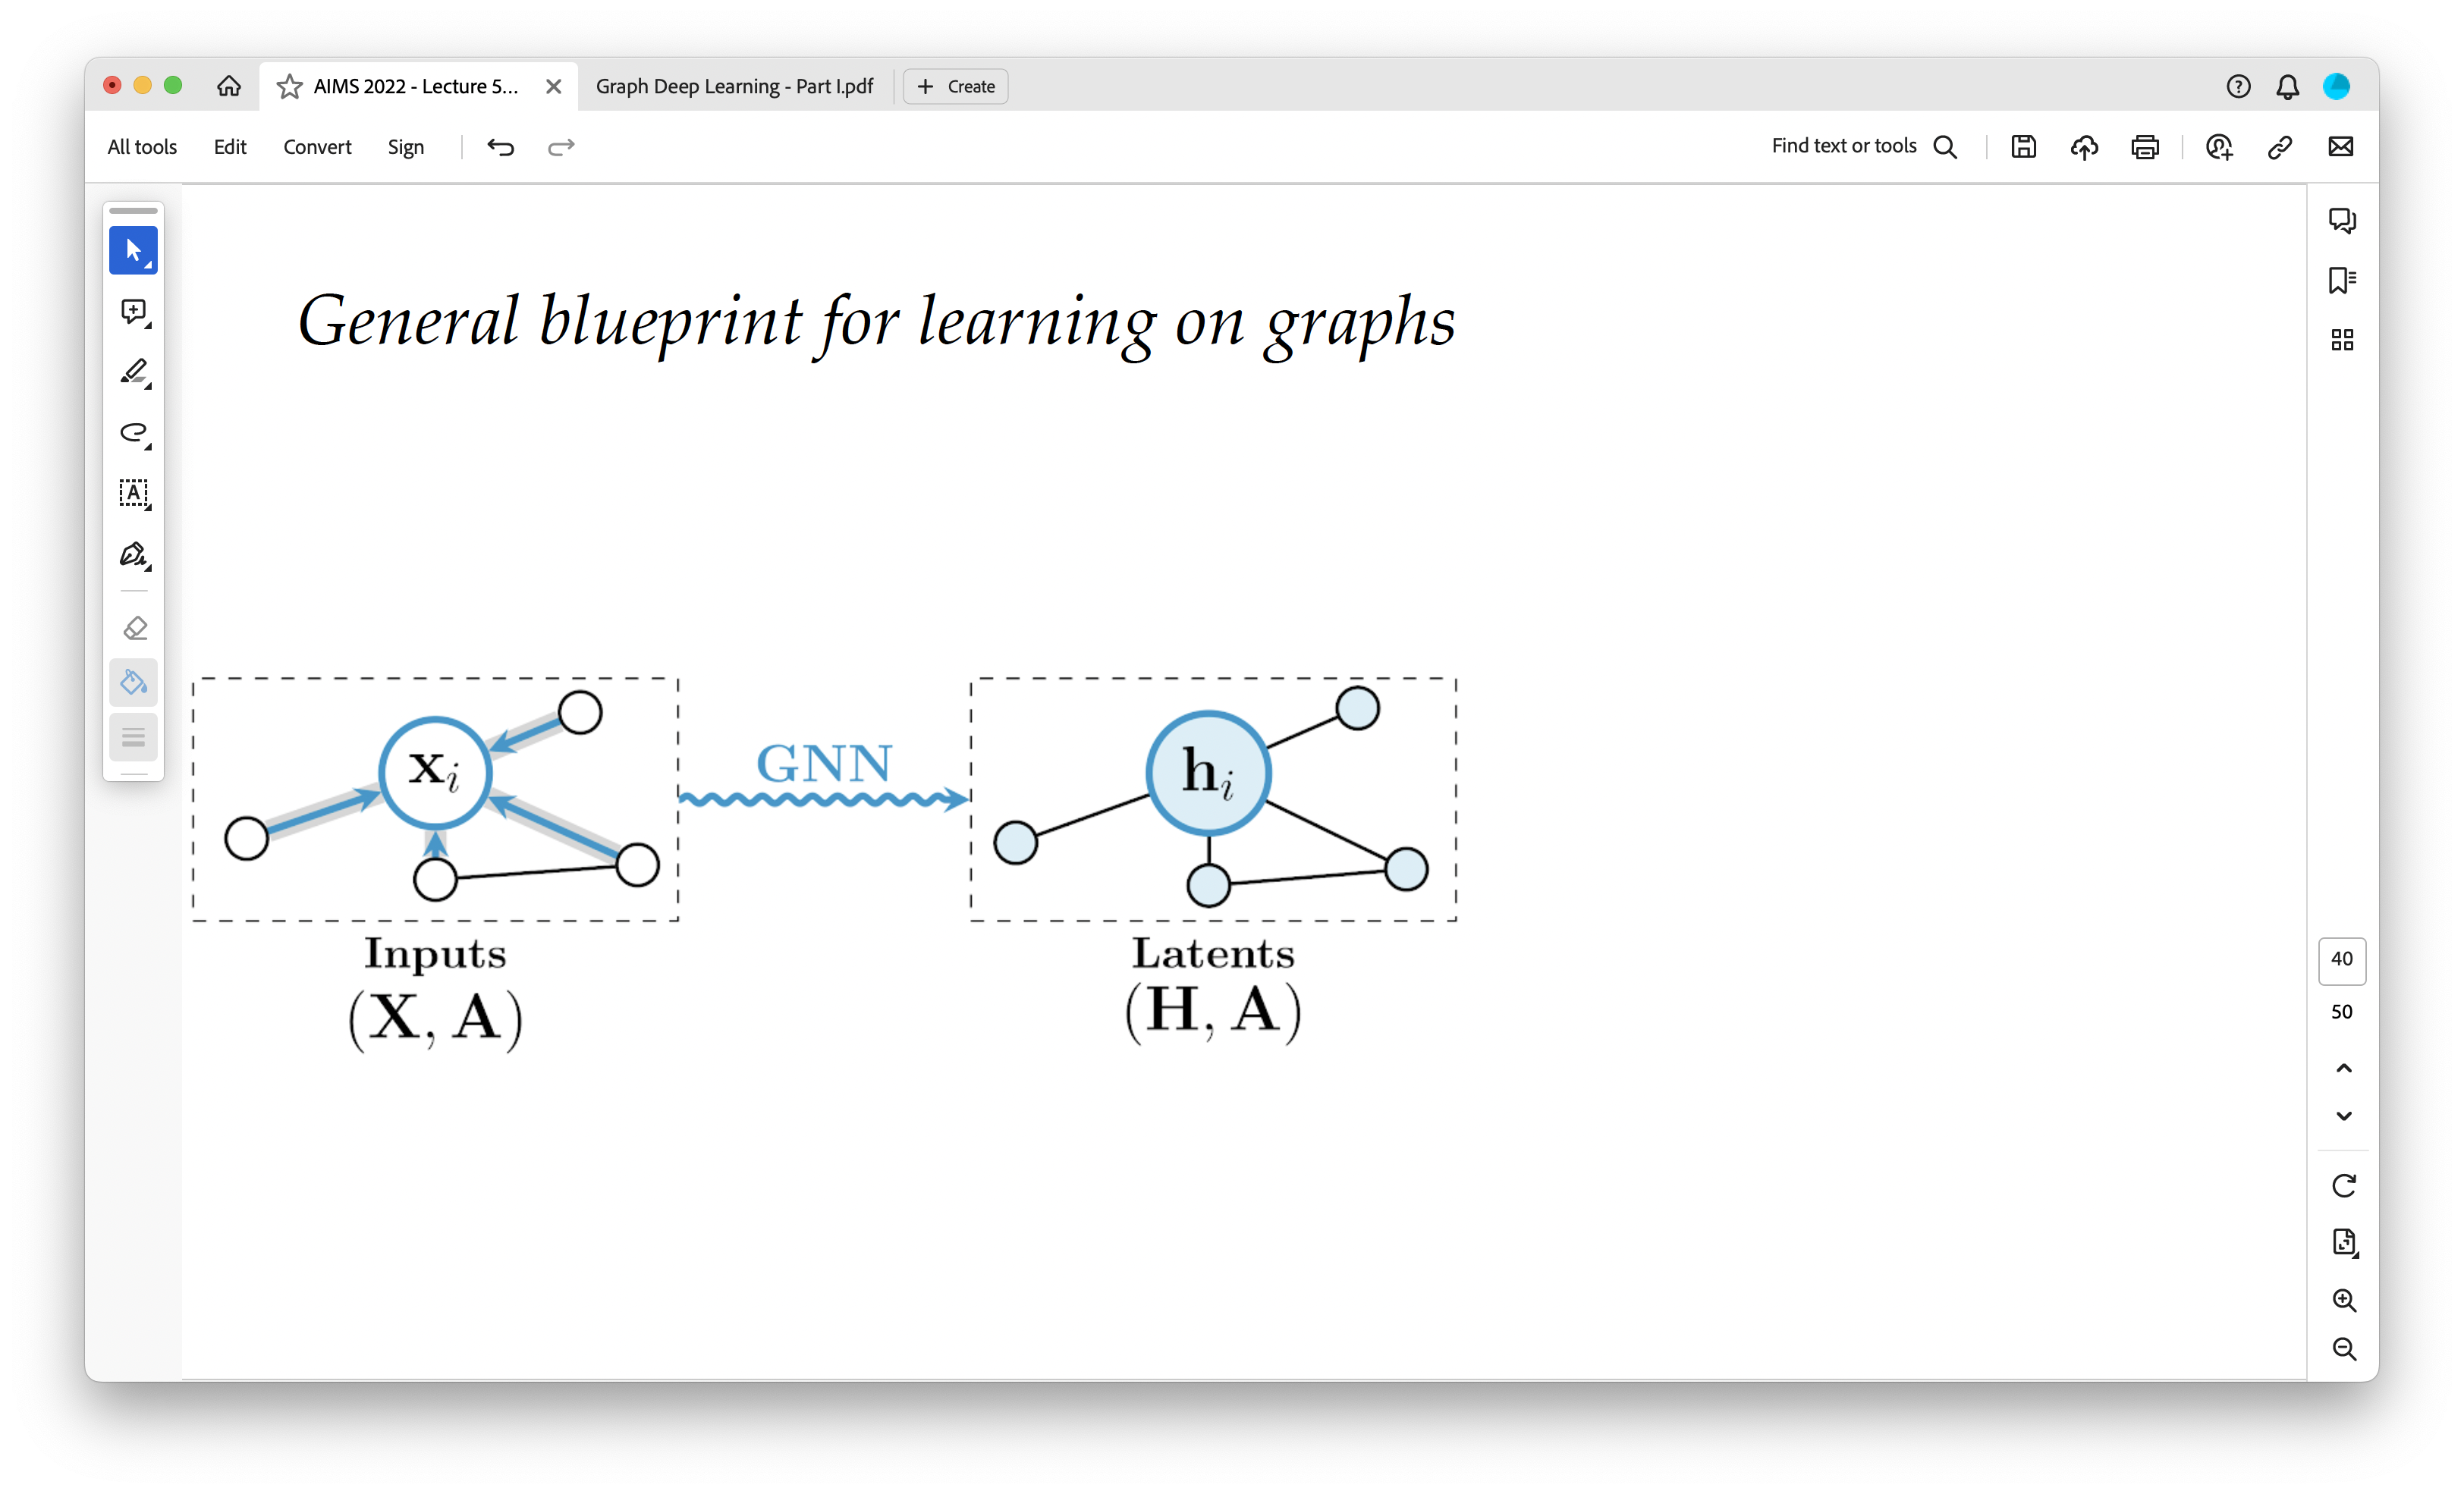 AIMS 2022 - Lecture 5...
Graph Deep Learning - Part I.pdf
+ Create
All tools
Edit
Convert
Sign
Find text or tools
General blueprint for learning on graphs
x_i
GNN
h_i
Inputs
(X, A)
Latents
(H, A)
A
40
50